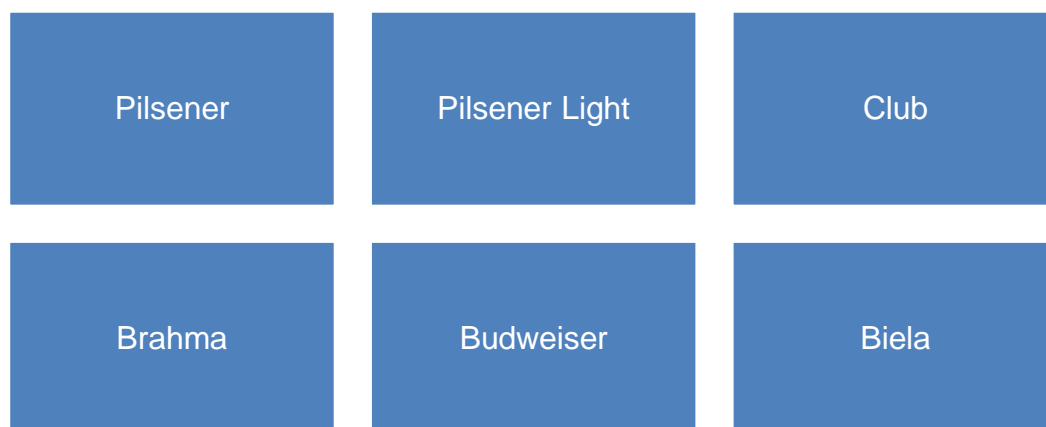 Pilsener
Pilsener Light
Club
Brahma
Budweiser
Biela